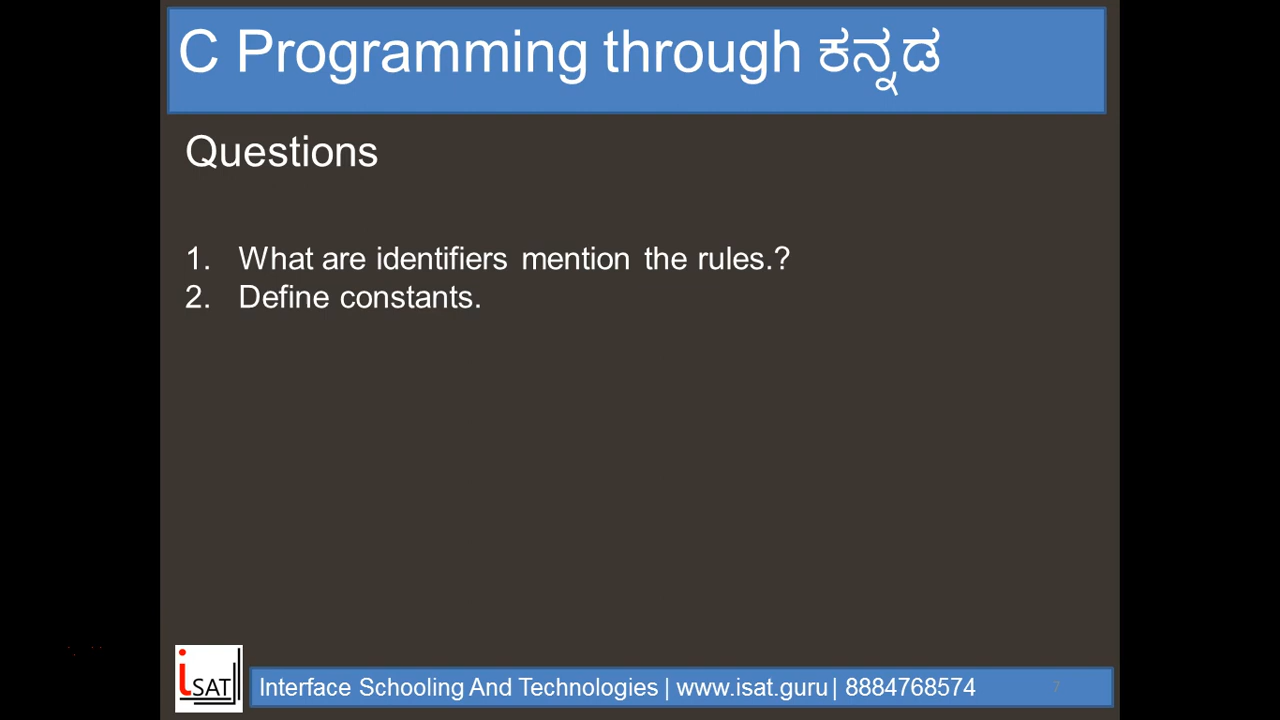 C Programming through ಕನ್ನಡ
Questions
1. What are identifiers mention the rules.?
2. Define constants.
iSAT
Interface Schooling And Technologies | www.isat.guru | 8884768574
7